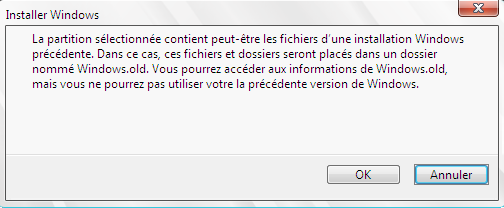 Installer Windows
La partition sélectionnée contient peut-être les fichiers d'une installation Windows
précédente. Dans ce cas, ces fichiers et dossiers seront placés dans un dossier
nommé Windows.old. Vous pourrez accéder aux informations de Windows.old,
mais vous ne pourrez pas utiliser votre la précédente version de Windows.
OK
Annuler